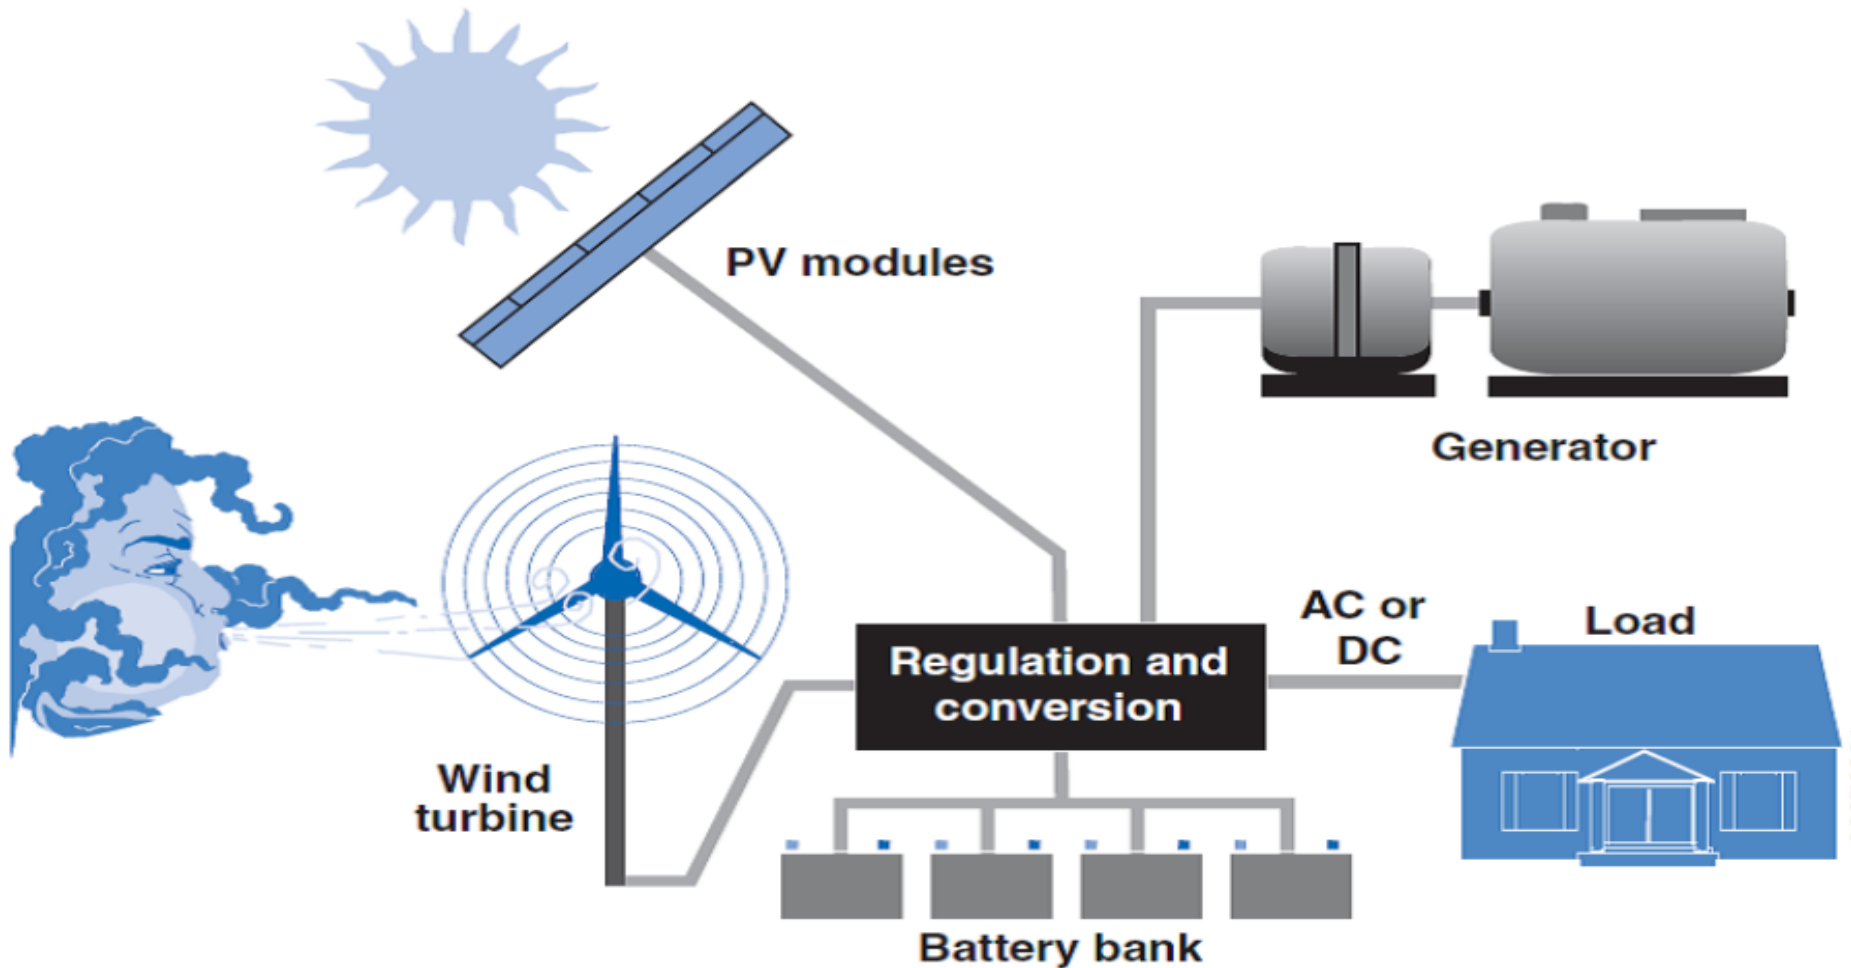 PV modules
Generator
AC or
DC
Load
Regulation and
conversion
Wind
turbine
Battery bank